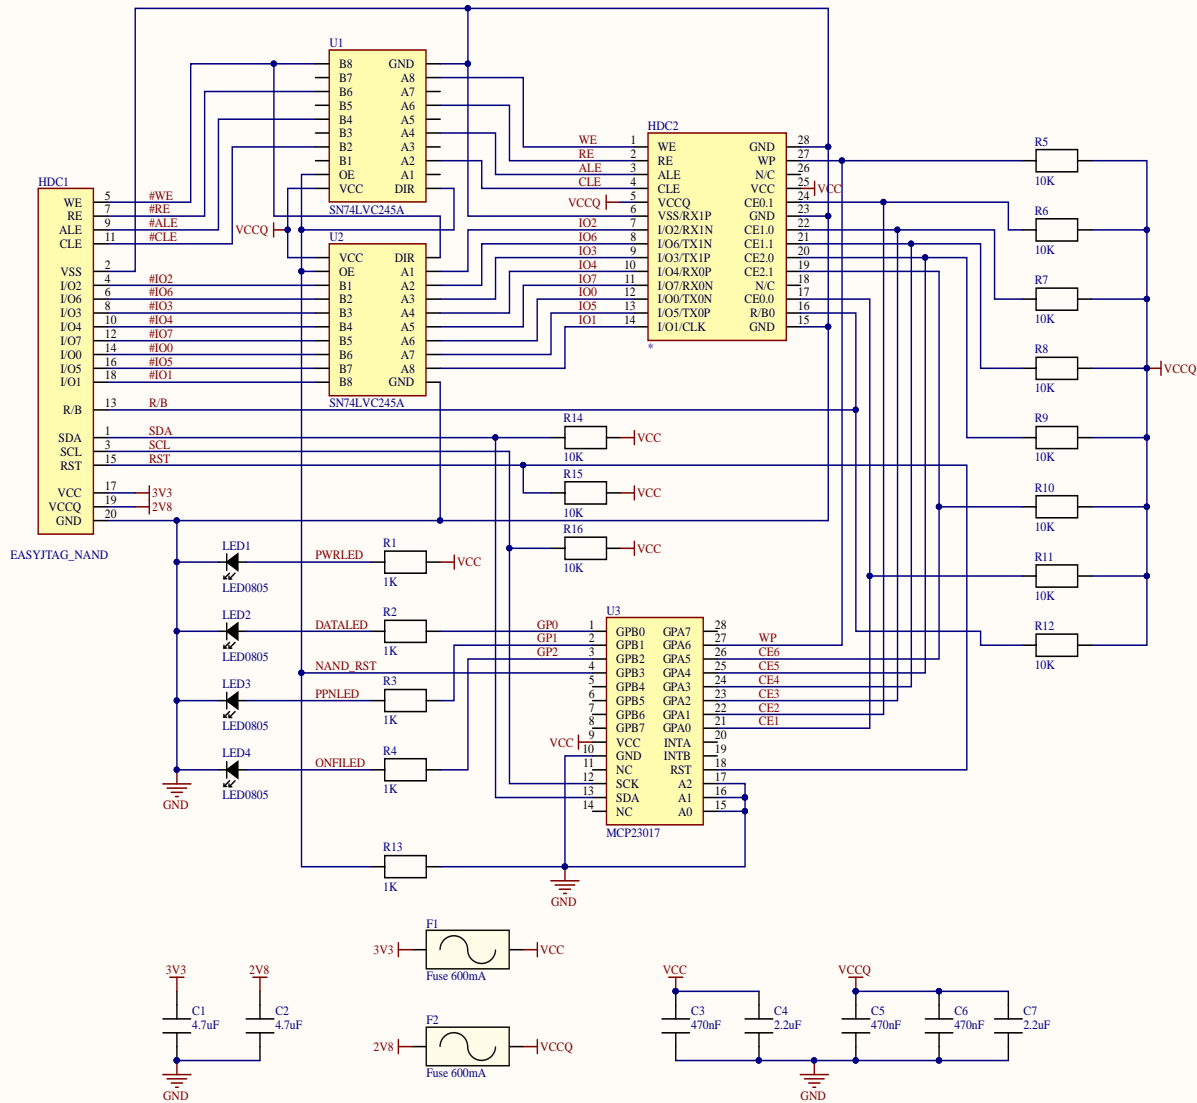 U1
B8 GND
B7 A8
B6 A7
B5 A6
B4 A5
B3 A4
B2 A3
B1 A2
OE A1
VCC DIR
SN74LVC245A
HDC1
WE 5 #WE
RE 7 #RE
ALE 9 #ALE
CLE 11 #CLE
VSS 2
I/O2 4 #IO2
I/O6 6 #IO6
I/O3 8 #IO3
I/O4 10 #IO4
I/O7 12 #IO7
I/O0 14 #IO0
I/O5 16 #IO5
I/O1 18 #IO1
R/B 13 R/B
SDA 1 SDA
SCL 3 SCL
RST 15 RST
VCC 17 3V3
VCCQ 19 2V8
GND 20
EASYJTAG_NAND
VCCQ
U2
VCC DIR
OE A1
B1 A2
B2 A3
B3 A4
B4 A5
B5 A6
B6 A7
B7 A8
B8 GND
SN74LVC245A
HDC2
WE 1 WE GND 28
RE 2 RE WP 27
ALE 3 ALE N/C 26
CLE 4 CLE VCC 25 VCC
VCCQ 5 VCCQ CE0.1 24
6 VSS/RX1P GND 23
IO2 7 I/O2/RX1N CE1.0 22
IO6 8 I/O6/TX1N CE1.1 21
IO3 9 I/O3/TX1P CE2.0 20
IO4 10 I/O4/RX0P CE2.1 19
IO7 11 I/O7/RX0N N/C 18
IO0 12 I/O0/TX0N CE0.0 17
IO5 13 I/O5/TX0P R/B0 16
IO1 14 I/O1/CLK GND 15
*
R5
10K
R6
10K
R7
10K
R8
10K
VCCQ
R9
10K
R10
10K
R11
10K
R12
10K
R14
VCC
10K
R15
VCC
10K
R16
VCC
10K
LED1
LED0805
PWRLED
R1
1K
VCC
LED2
LED0805
DATALED
R2
1K
NAND_RST
LED3
LED0805
PPNLED
R3
1K
LED4
LED0805
ONFILED
R4
1K
GND
R13
1K
U3
GP0 1 GPB0 GPA7 28
GP1 2 GPB1 GPA6 27 WP
GP2 3 GPB2 GPA5 26 CE6
4 GPB3 GPA4 25 CE5
5 GPB4 GPA3 24 CE4
6 GPB5 GPA2 23 CE3
7 GPB6 GPA1 22 CE2
8 GPB7 GPA0 21 CE1
VCC 9 VCC INTA 20
10 GND INTB 19
11 NC RST 18
12 SCK A2 17
13 SDA A1 16
14 NC A0 15
MCP23017
GND
F1
3V3 VCC
Fuse 600mA
F2
2V8 VCCQ
Fuse 600mA
3V3 2V8
C1 C2
4.7uF 4.7uF
GND
VCC VCCQ
C3 C4 C5 C6 C7
470nF 2.2uF 470nF 470nF 2.2uF
GND